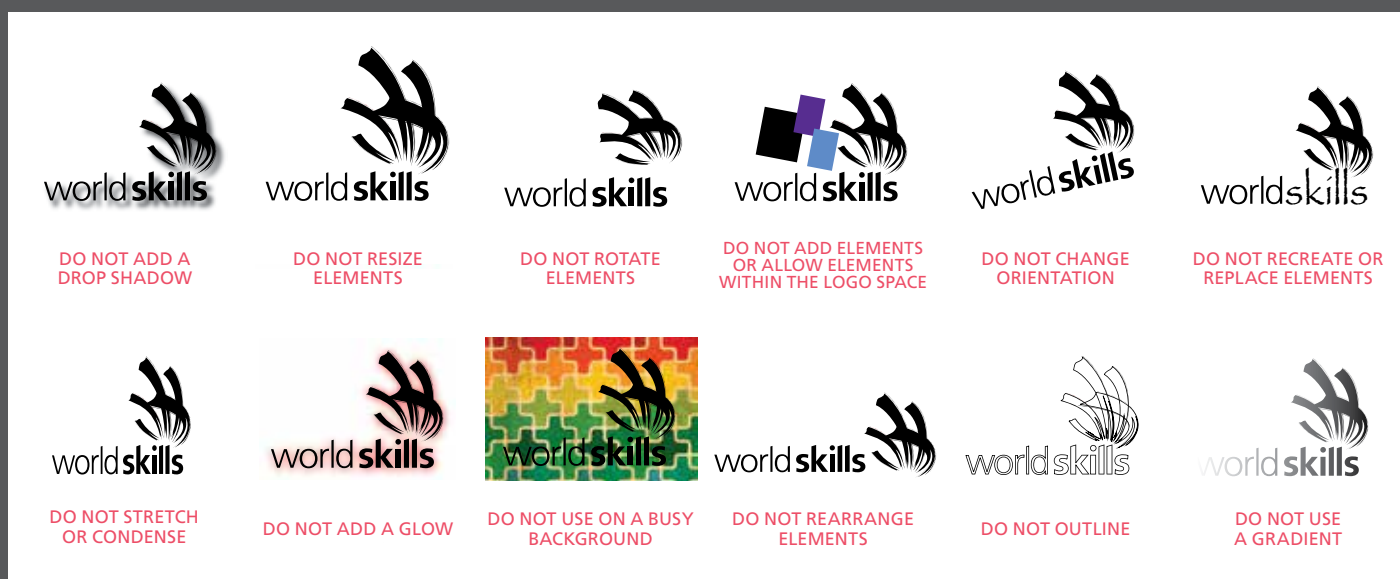 worldskills
DO NOT ADD A
DROP SHADOW
worldskills
DO NOT RESIZE
ELEMENTS
worldskills
DO NOT ROTATE
ELEMENTS
worldskills
DO NOT ADD ELEMENTS
OR ALLOW ELEMENTS
WITHIN THE LOGO SPACE
worldskills
DO NOT CHANGE
ORIENTATION
worldskills
DO NOT RECREATE OR
REPLACE ELEMENTS
worldskills
DO NOT STRETCH
OR CONDENSE
worldskills
DO NOT ADD A GLOW
worldskills
DO NOT USE ON A BUSY
BACKGROUND
worldskills
DO NOT REARRANGE
ELEMENTS
worldskills
DO NOT OUTLINE
worldskills
DO NOT USE
A GRADIENT